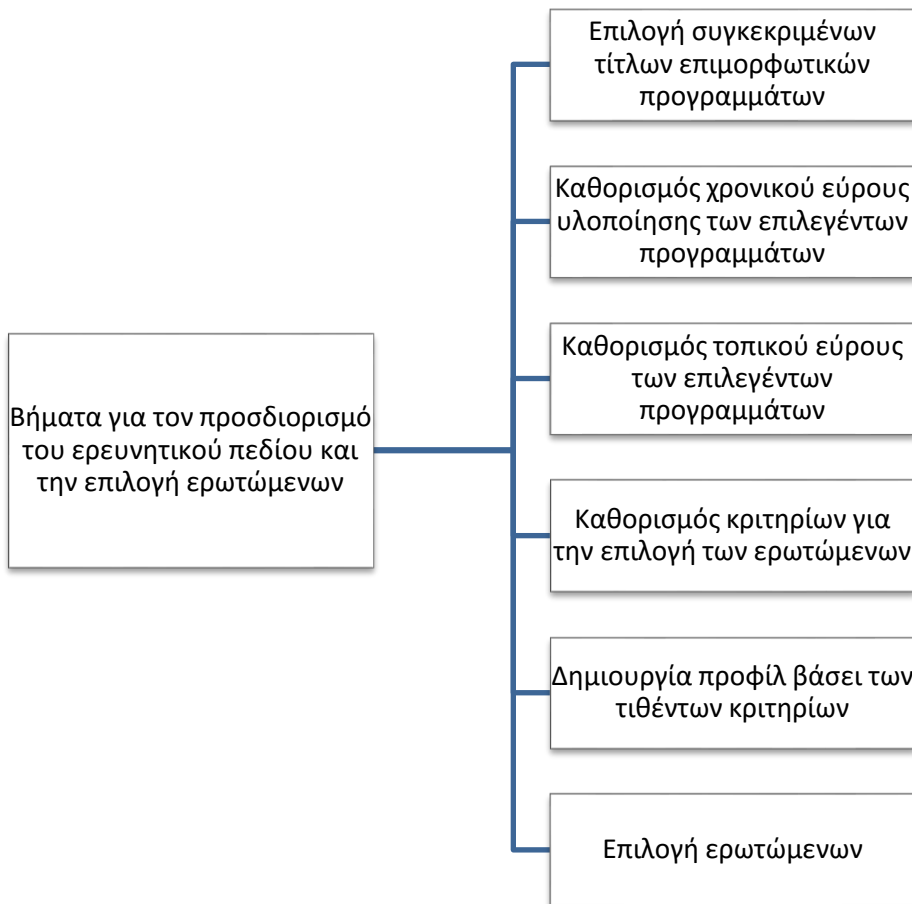 Βήματα για τον προσδιορισμό
του ερευνητικού πεδίου και
την επιλογή ερωτώμενων
Επιλογή συγκεκριμένων
τίτλων επιμορφωτικών
προγραμμάτων
Καθορισμός χρονικού εύρους
υλοποίησης των επιλεγέντων
προγραμμάτων
Καθορισμός τοπικού εύρους
των επιλεγέντων
προγραμμάτων
Καθορισμός κριτηρίων για
την επιλογή των ερωτώμενων
Δημιουργία προφίλ βάσει των
τιθέντων κριτηρίων
Επιλογή ερωτώμενων